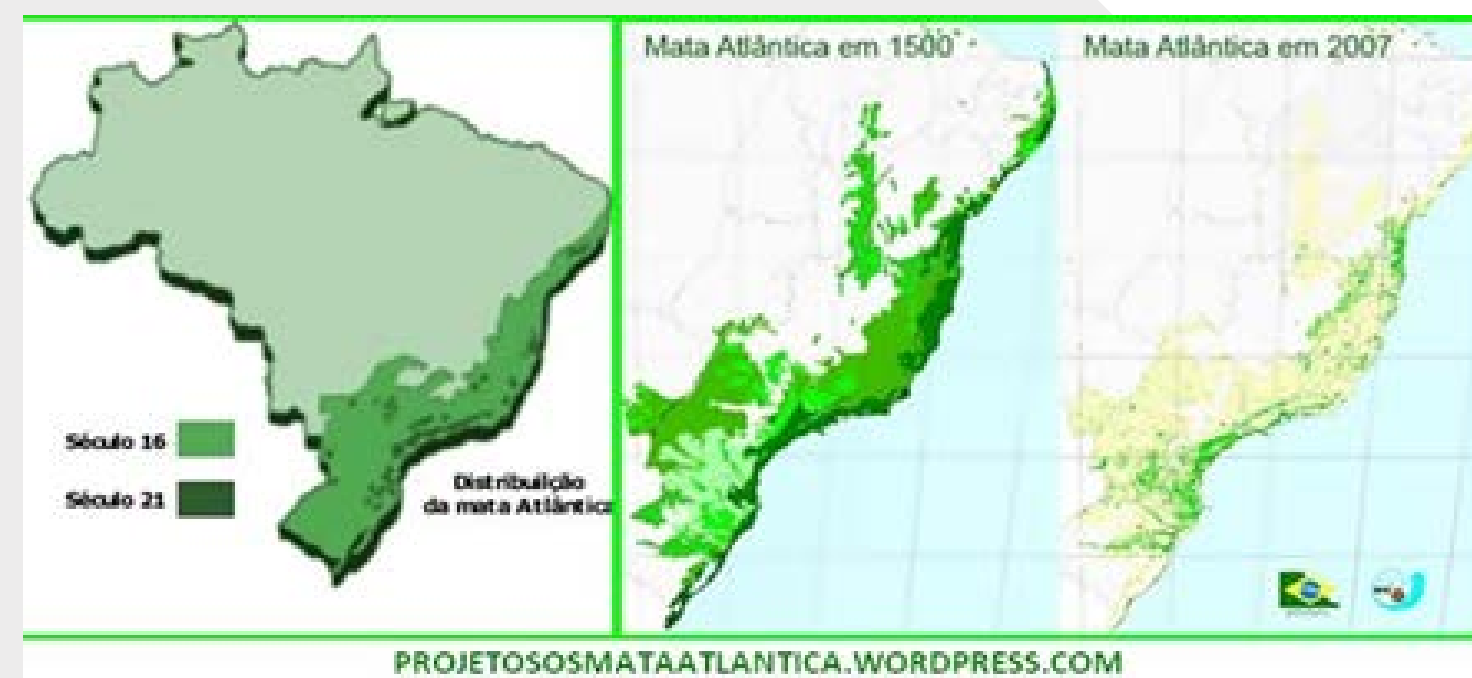 Mata Atlântica em 1500
Mata Atlântica em 2007
Século 16
Século 21
Distribuição
da mata Atlântica
PROJETOSOSMATAATLANTICA.WORDPRESS.COM